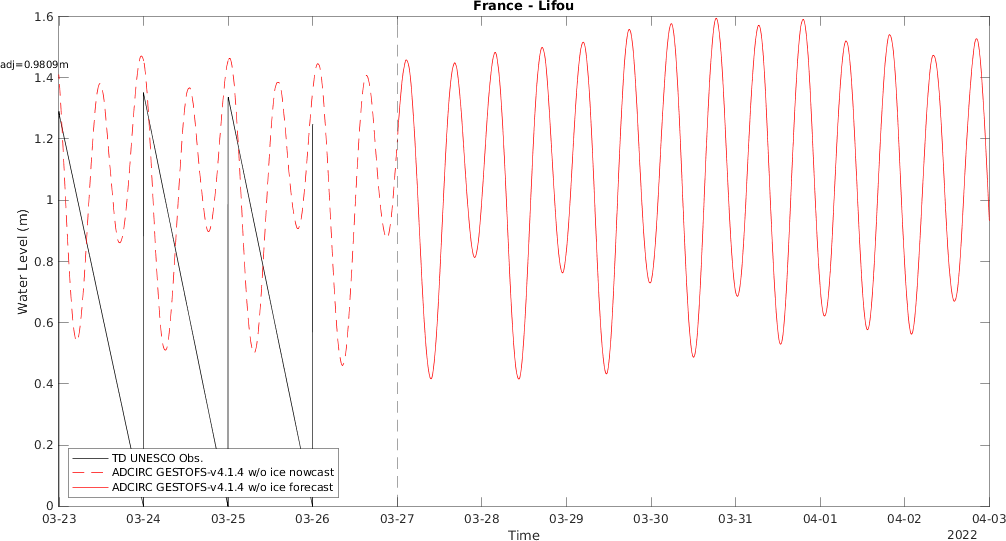 France - Lifou
adj=0.9809m
1.6
1.4
1.2
1
0.8
0.6
0.4
0.2
0
Water Level (m)
TD UNESCO Obs.
ADCIRC GESTOFS-v4.1.4 w/o ice nowcast
ADCIRC GESTOFS-v4.1.4 w/o ice forecast
03-23 03-24 03-25 03-26 03-27 03-28 03-29 03-30 03-31 04-01 04-02 04-03
Time
2022